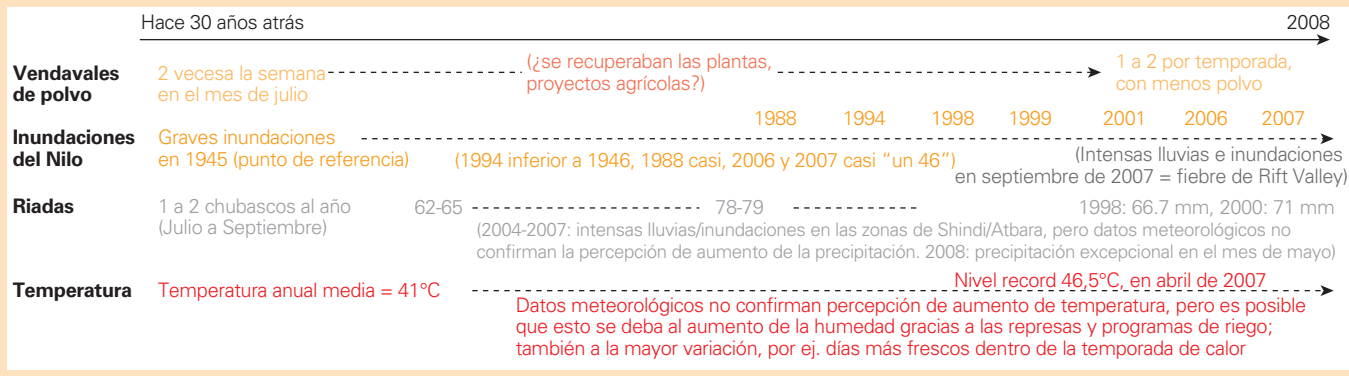 Hace 30 años atrás
2008
Vendavales
de polvo
2 vecesa la semana
en el mes de julio
(¿se recuperaban las plantas,
proyectos agrícolas?)
1 a 2 por temporada,
con menos polvo
Inundaciones
del Nilo
Graves inundaciones
en 1945 (punto de referencia)
1988 1994 1998 1999 2001 2006 2007
(1994 inferior a 1946, 1988 casi, 2006 y 2007 casi “un 46”)
(Intensas lluvias e inundaciones
en septiembre de 2007 = fiebre de Rift Valley)
Riadas
1 a 2 chubascos al año
(Julio a Septiembre)
62-65
78-79
1998: 66.7 mm, 2000: 71 mm
(2004-2007: intensas lluvias/inundaciones en las zonas de Shindi/Atbara, pero datos meteorológicos no
confirman la percepción de aumento de la precipitación. 2008: precipitación excepcional en el mes de mayo)
Temperatura
Temperatura anual media = 41°C
Nivel record 46,5°C, en abril de 2007
Datos meteorológicos no confirman percepción de aumento de temperatura, pero es posible
que esto se deba al aumento de la humedad gracias a las represas y programas de riego;
también a la mayor variación, por ej. días más frescos dentro de la temporada de calor